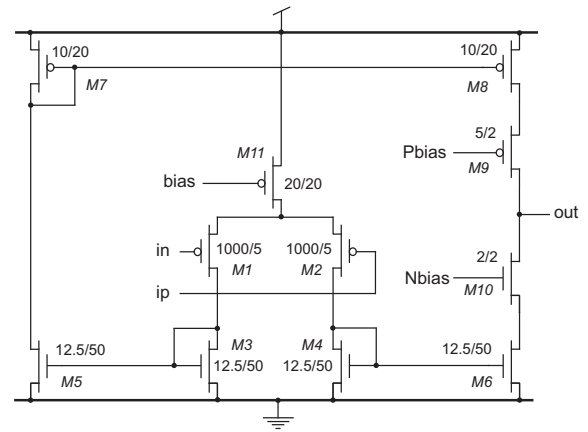 10/20
M7
10/20
M8
5/2
Pbias
M9
M11
bias
20/20
out
in
1000/5
1000/5
M1
M2
2/2
Nbias
M10
ip
12.5/50
M5
M3
12.5/50
M4
12.5/50
12.5/50
M6